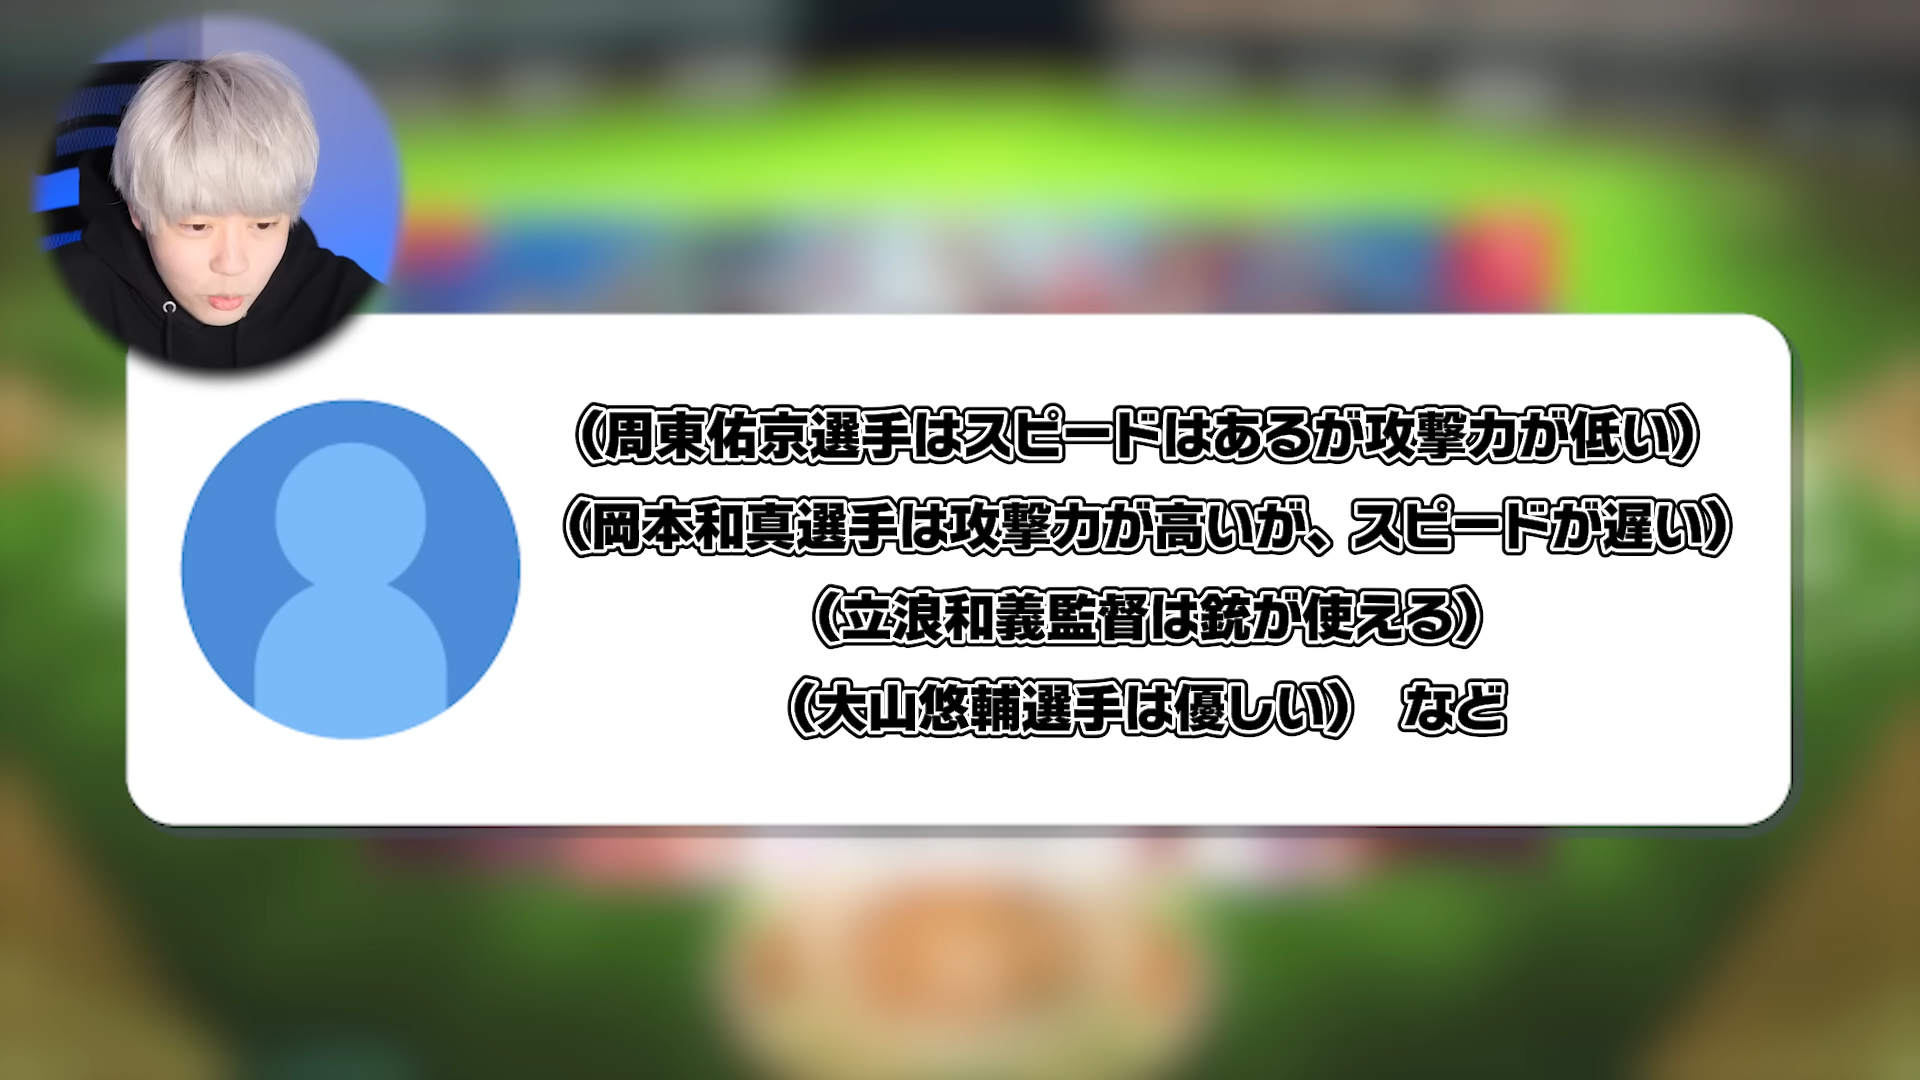 （周東佑京選手はスピードはあるが攻撃力が低い）
（岡本和真選手は攻撃力が高いが、スピードが遅い）
（立浪和義監督は銃が使える）
（大山悠輔選手は優しい）　など